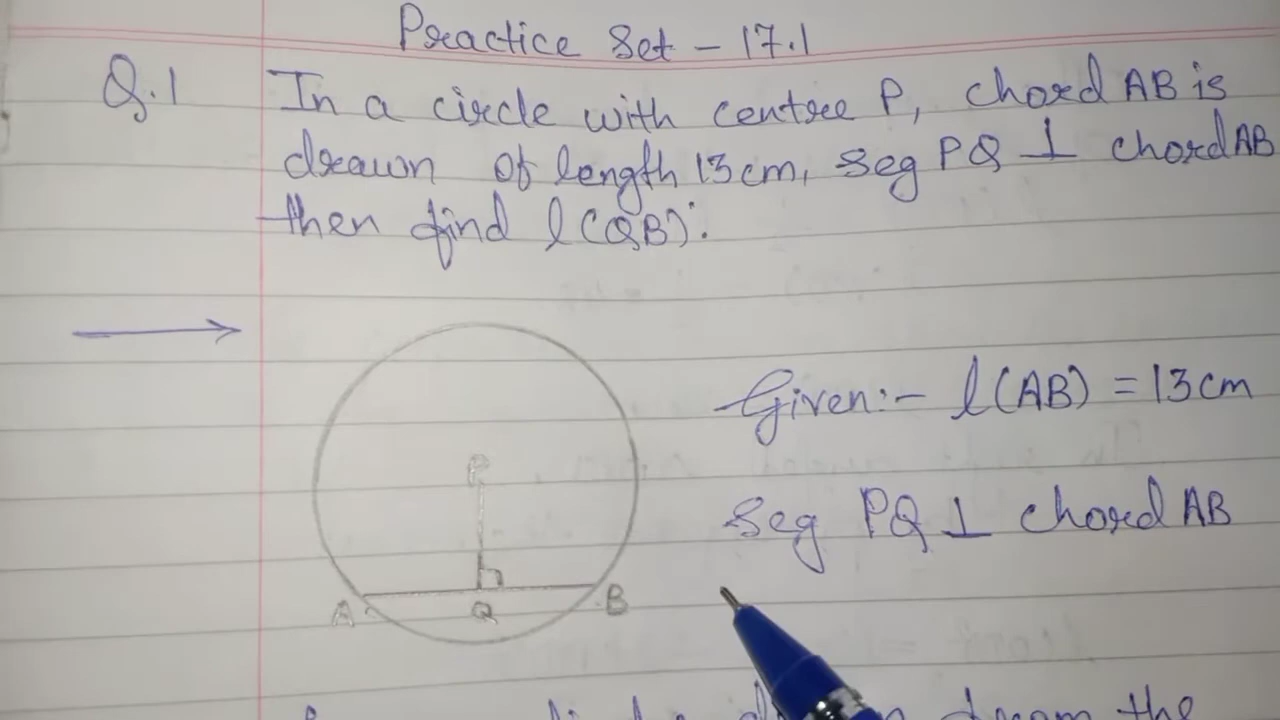 Practice Set - 17.1
Q.1 In a circle with centre P, chord AB is
drawn of length 13 cm, seg PQ ⊥ chord AB
then find l(QB).
Given:- l(AB) = 13 cm
P
seg PQ ⊥ chord AB
A Q B
the